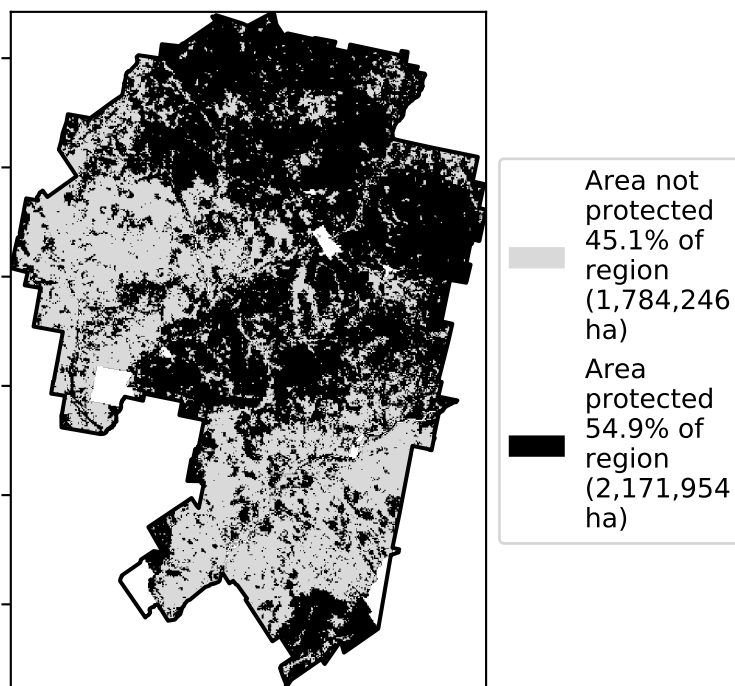 Area not
protected
45.1% of
region
(1,784,246
ha)
Area
protected
54.9% of
region
(2,171,954
ha)